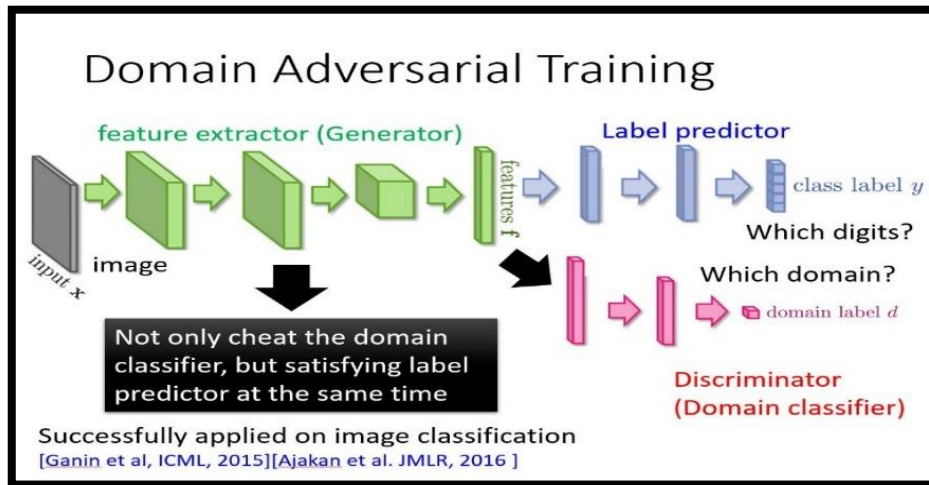 Domain Adversarial Training
feature extractor (Generator)
Label predictor
features f
class label y
input x
image
Which digits?
Which domain?
domain label d
Not only cheat the domain
classifier, but satisfying label
predictor at the same time
Discriminator
(Domain classifier)
Successfully applied on image classification
[Ganin et al, ICML, 2015][Ajakan et al. JMLR, 2016 ]